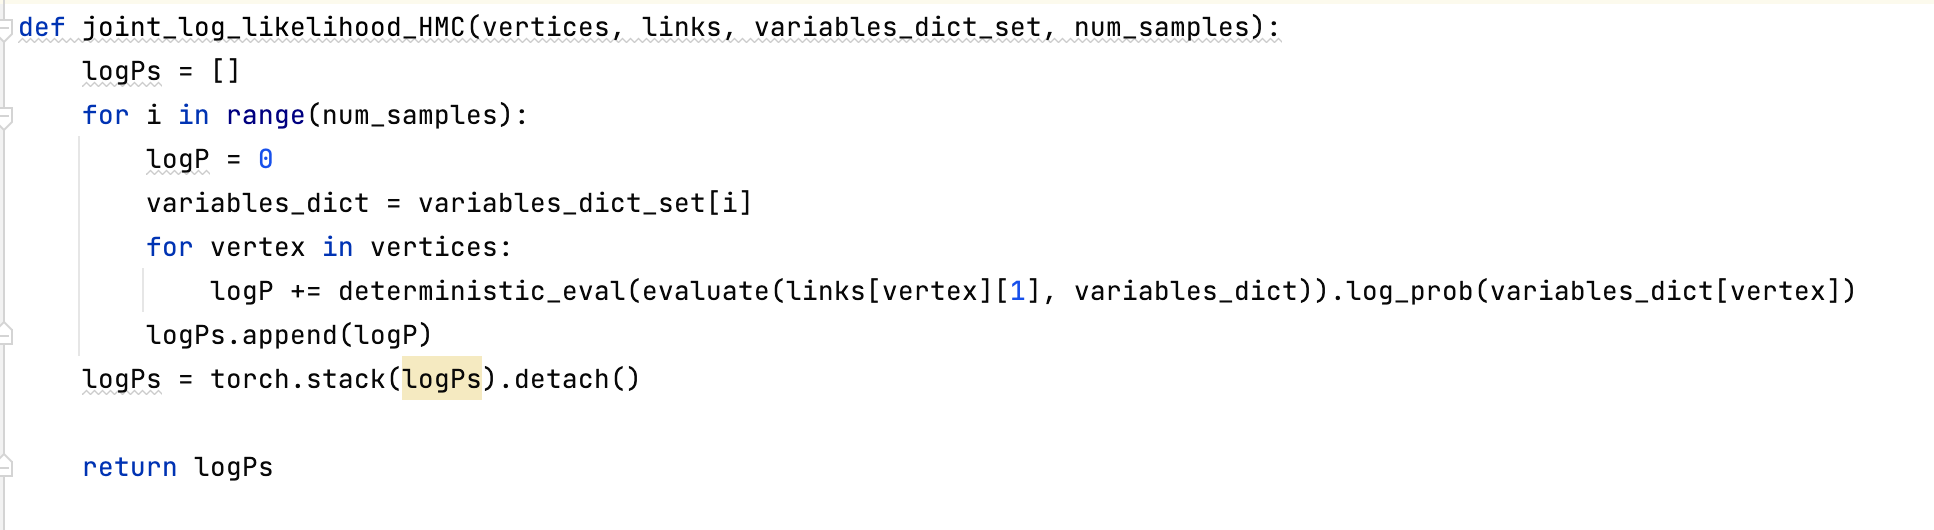 def joint_log_likelihood_HMC(vertices, links, variables_dict_set, num_samples):
    logPs = []
    for i in range(num_samples):
        logP = 0
        variables_dict = variables_dict_set[i]
        for vertex in vertices:
            logP += deterministic_eval(evaluate(links[vertex][1], variables_dict)).log_prob(variables_dict[vertex])
        logPs.append(logP)
    logPs = torch.stack(logPs).detach()
    return logPs